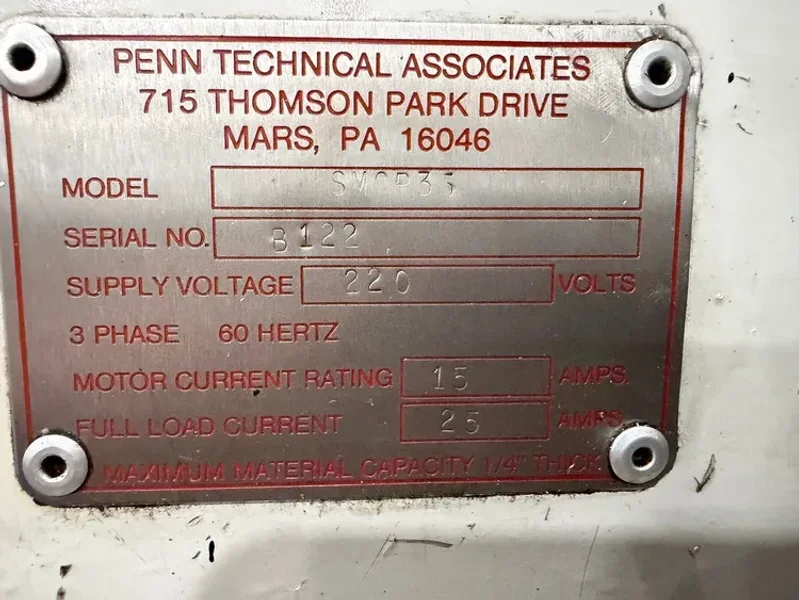 PENN TECHNICAL ASSOCIATES
715 THOMSON PARK DRIVE
MARS, PA 16046
MODEL
SERIAL NO. B122
SUPPLY VOLTAGE 220 VOLTS
3 PHASE 60 HERTZ
MOTOR CURRENT RATING 15 AMPS.
FULL LOAD CURRENT 25 AMPS.
MAXIMUM MATERIAL CAPACITY 1/4" THICK